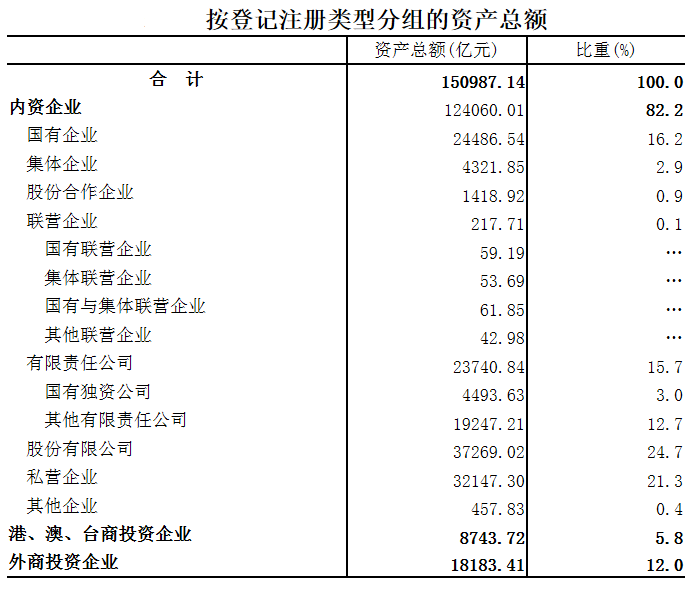 按登记注册类型分组的资产总额
资产总额(亿元) 比重(%)
合 计 150987.14 100.0
内资企业 124060.01 82.2
国有企业 24486.54 16.2
集体企业 4321.85 2.9
股份合作企业 1418.92 0.9
联营企业 217.71 0.1
国有联营企业 59.19 …
集体联营企业 53.69 …
国有与集体联营企业 61.85 …
其他联营企业 42.98 …
有限责任公司 23740.84 15.7
国有独资公司 4493.63 3.0
其他有限责任公司 19247.21 12.7
股份有限公司 37269.02 24.7
私营企业 32147.30 21.3
其他企业 457.83 0.4
港、澳、台商投资企业 8743.72 5.8
外商投资企业 18183.41 12.0